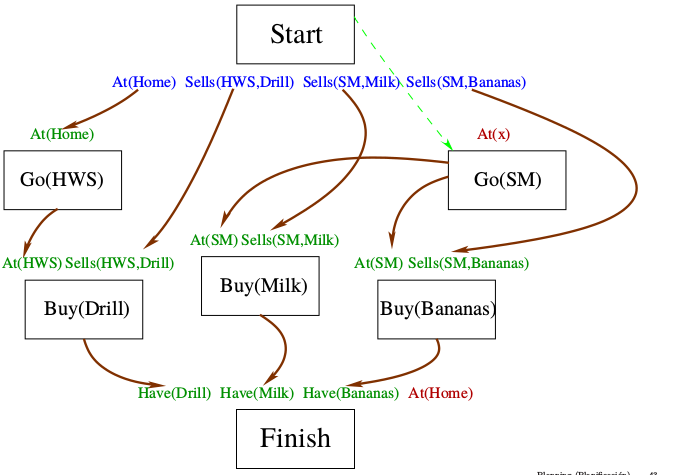 Start
At(Home) Sells(HWS,Drill) Sells(SM,Milk) Sells(SM,Bananas)
At(Home) At(x)
Go(HWS) Go(SM)
At(SM) Sells(SM,Milk)
At(HWS) Sells(HWS,Drill) At(SM) Sells(SM,Bananas)
Buy(Drill) Buy(Milk) Buy(Bananas)
Have(Drill) Have(Milk) Have(Bananas) At(Home)
Finish